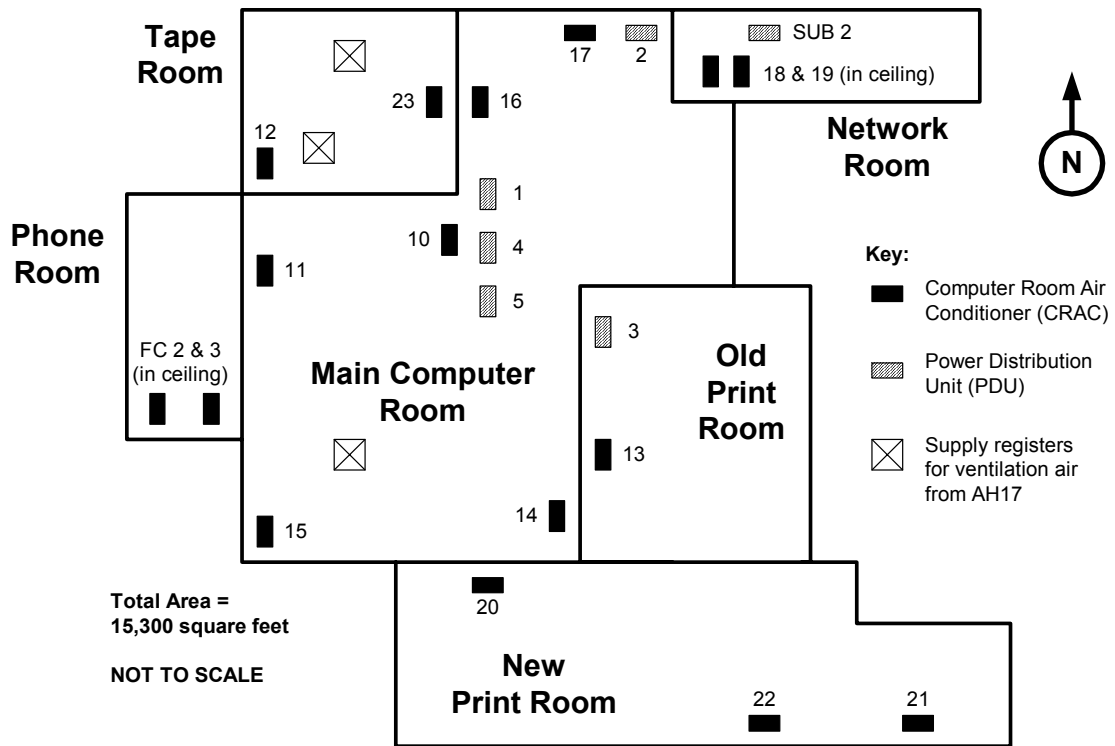 Tape
Room
17
2
SUB 2
18 & 19 (in ceiling)
23
16
12
Network
Room
N
1
Phone
Room
10
4
11
5
Key:
Computer Room Air
Conditioner (CRAC)
3
FC 2 & 3
(in ceiling)
Main Computer
Room
Old
Print
Room
Power Distribution
Unit (PDU)
13
Supply registers
for ventilation air
from AH17
14
15
Total Area =
15,300 square feet
NOT TO SCALE
20
New
Print Room
22
21